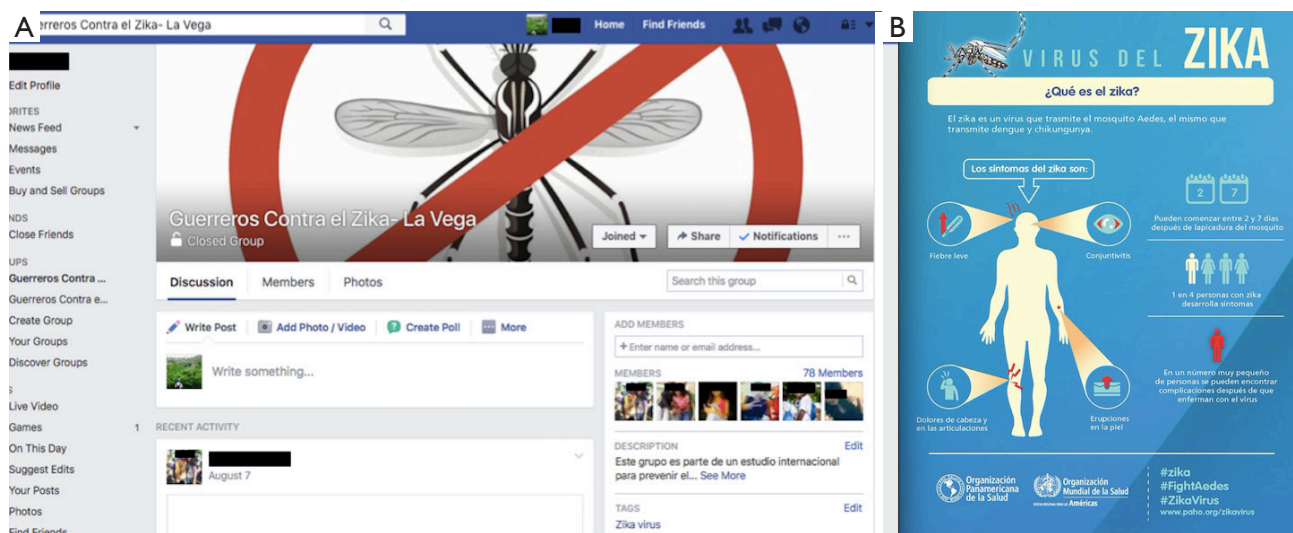 A
erreros Contra el Zika- La Vega
Home
Find Friends
Edit Profile
ORITES
News Feed
Messages
Events
Buy and Sell Groups
NDS
Close Friends
UPS
Guerreros Contra ...
Guerreros Contra e...
Create Group
Your Groups
Discover Groups
S
Live Video
Games 1
On This Day
Suggest Edits
Your Posts
Photos
Find Friends
Guerreros Contra el Zika- La Vega
Closed Group
Joined
Share
Notifications
Discussion
Members
Photos
Search this group
Write Post
Add Photo / Video
Create Poll
More
Write something...
RECENT ACTIVITY
August 7
ADD MEMBERS
+ Enter name or email address...
MEMBERS
78 Members
DESCRIPTION
Edit
Este grupo es parte de un estudio internacional
para prevenir el... See More
TAGS
Edit
Zika virus
B
VIRUS DEL ZIKA
¿Qué es el zika?
El zika es un virus que trasmite el mosquito Aedes, el mismo que
transmite dengue y chikungunya.
Los síntomas del zika son:
Fiebre leve
Conjuntivitis
Dolores de cabeza y
en las articulaciones
Erupciones
en la piel
2 7
Pueden comenzar entre 2 y 7 días
después de lapicadura del mosquito
1 en 4 personas con zika
desarrolla síntomas
En un número muy pequeño
de personas se pueden encontrar
complicaciones después de que
enferman con el virus
Organización
Panamericana
de la Salud
Organización
Mundial de la Salud
Américas
#zika
#FightAedes
#ZikaVirus
www.paho.org/zikavirus